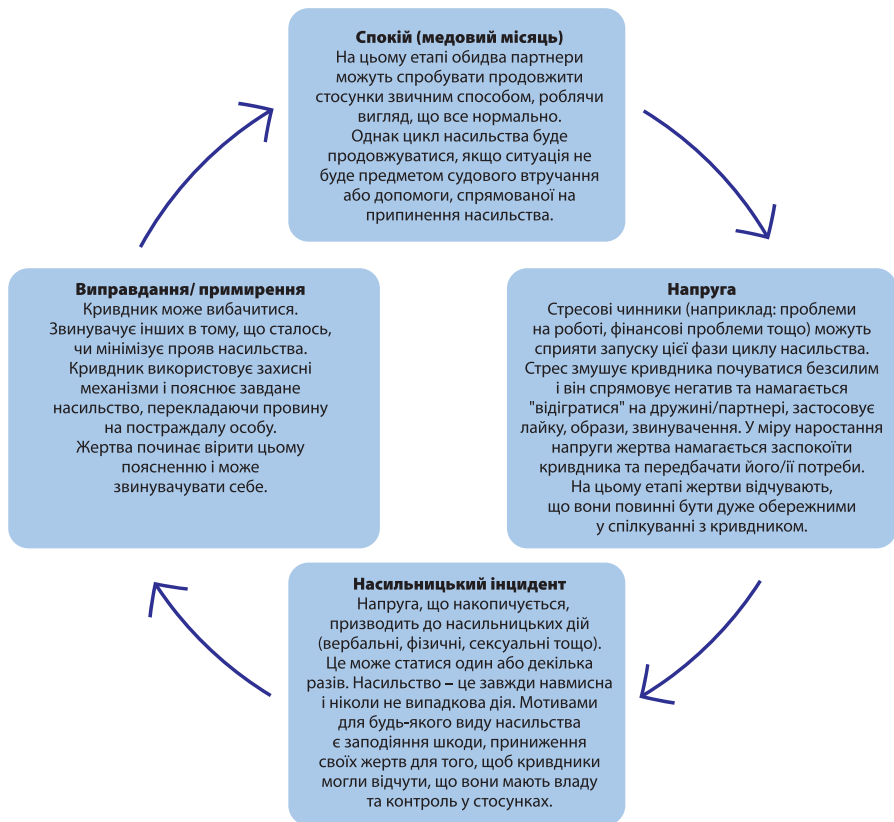 Спокій (медовий місяць)
На цьому етапі обидва партнери
можуть спробувати продовжити
стосунки звичним способом, роблячи
вигляд, що все нормально.
Однак цикл насильства буде
продовжуватися, якщо ситуація не
буде предметом судового втручання
або допомоги, спрямованої на
припинення насильства.
Напруга
Стресові чинники (наприклад: проблеми
на роботі, фінансові проблеми тощо) можуть
сприяти запуску цієї фази циклу насильства.
Стрес змушує кривдника почуватися безсилим
і він спрямовує негатив та намагається
"відігратися" на дружині/партнері, застосовує
лайку, образи, звинувачення. У міру наростання
напруги жертва намагається заспокоїти
кривдника та передбачати його/її потреби.
На цьому етапі жертви відчувають,
що вони повинні бути дуже обережними
у спілкуванні з кривдником.
Насильницький інцидент
Напруга, що накопичується,
призводить до насильницьких дій
(вербальні, фізичні, сексуальні тощо).
Це може статися один або декілька
разів. Насильство – це завжди навмисна
і ніколи не випадкова дія. Мотивами
для будь-якого виду насильства
є заподіяння шкоди, приниження
своїх жертв для того, щоб кривдники
могли відчути, що вони мають владу
та контроль у стосунках.
Виправдання/ примирення
Кривдник може вибачитися.
Звинувачує інших в тому, що сталось,
чи мінімізує прояв насильства.
Кривдник використовує захисні
механізми і пояснює завдане
насильство, перекладаючи провину
на постраждалу особу.
Жертва починає вірити цьому
поясненню і може
звинувачувати себе.